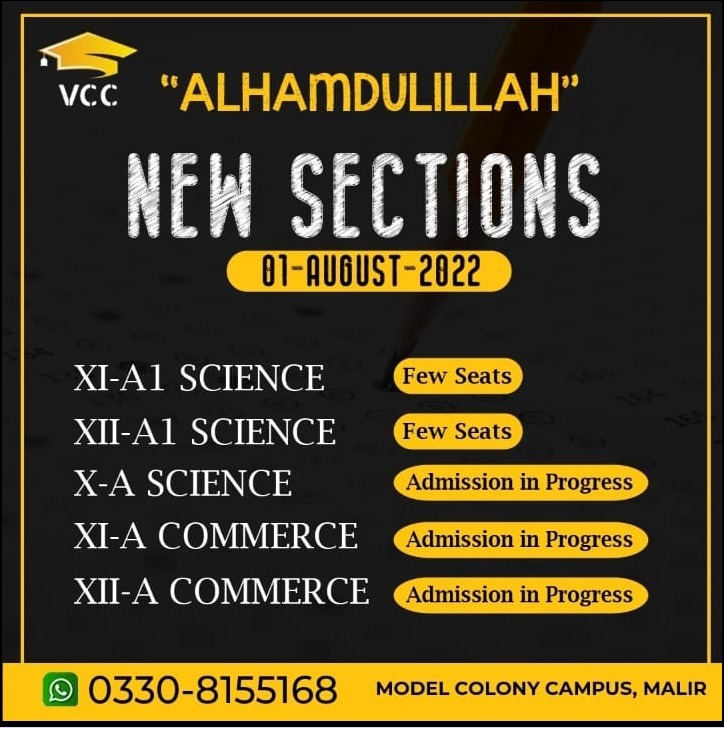 VCC
“ALHAMDULILLAH”
NEW SECTIONS
01-AUGUST-2022
XI-A1 SCIENCE Few Seats
XII-A1 SCIENCE Few Seats
X-A SCIENCE Admission in Progress
XI-A COMMERCE Admission in Progress
XII-A COMMERCE Admission in Progress
0330-8155168 MODEL COLONY CAMPUS, MALIR